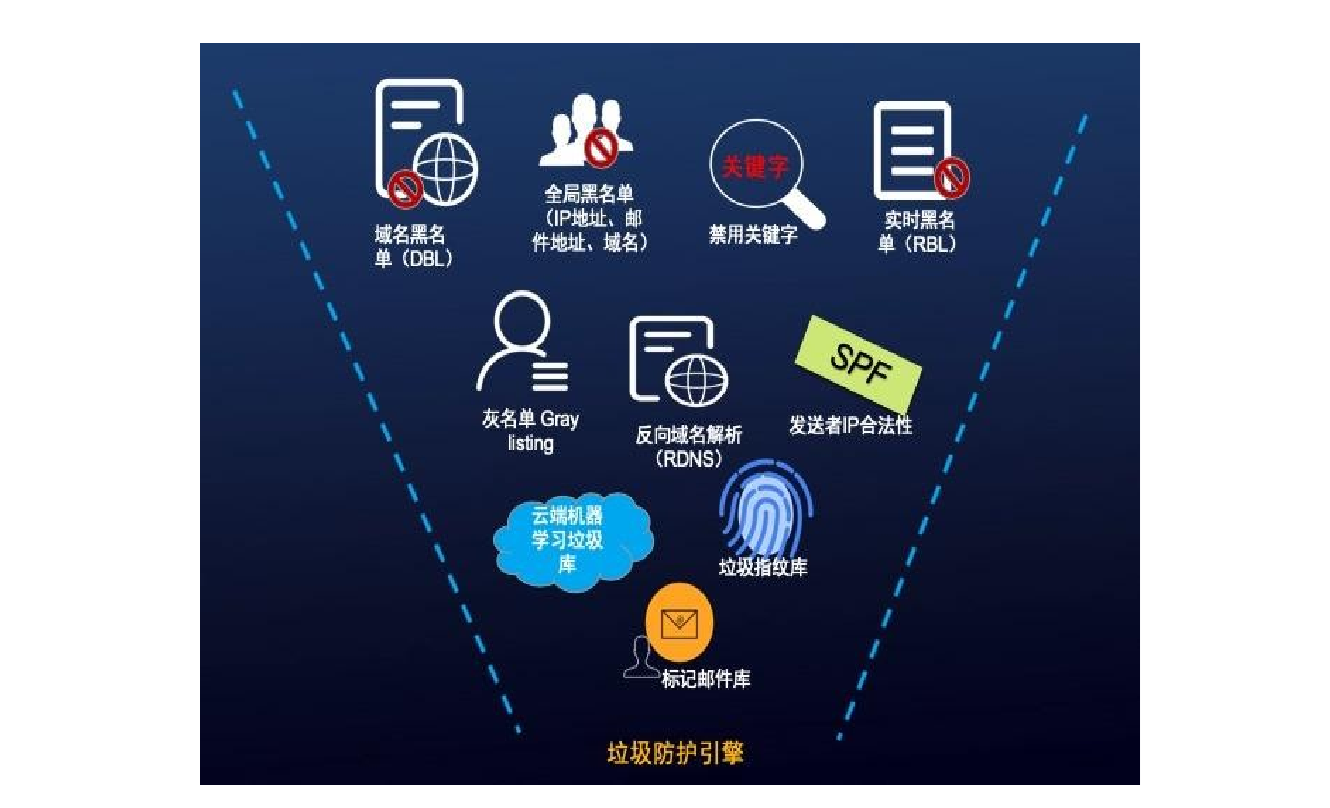 关键字
域名黑名
单（DBL）
全局黑名单
（IP地址、邮
件地址、域名）
禁用关键字
实时黑名
单（RBL）
灰名单 Gray
listing
反向域名解析
（RDNS）
SPF
发送者IP合法性
云端机器
学习垃圾
库
垃圾指纹库
@
标记邮件库
垃圾防护引擎